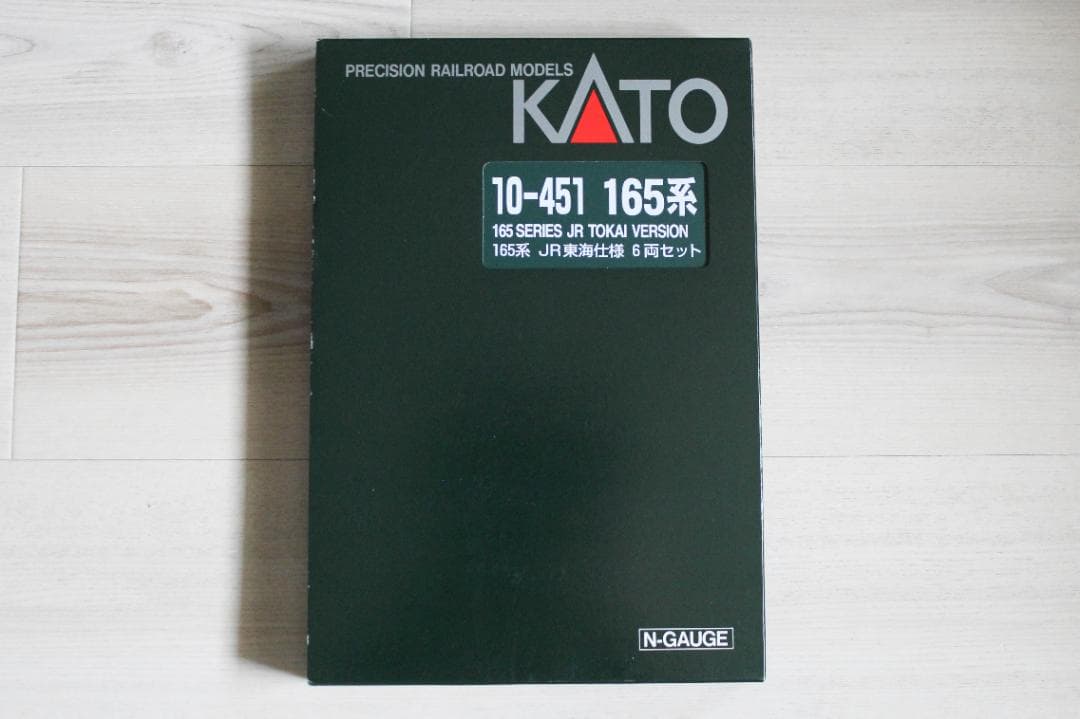 PRECISION RAILROAD MODELS
KATO
10-451 165系
165 SERIES JR TOKAI VERSION
165系 JR東海仕様 6両セット
N-GAUGE